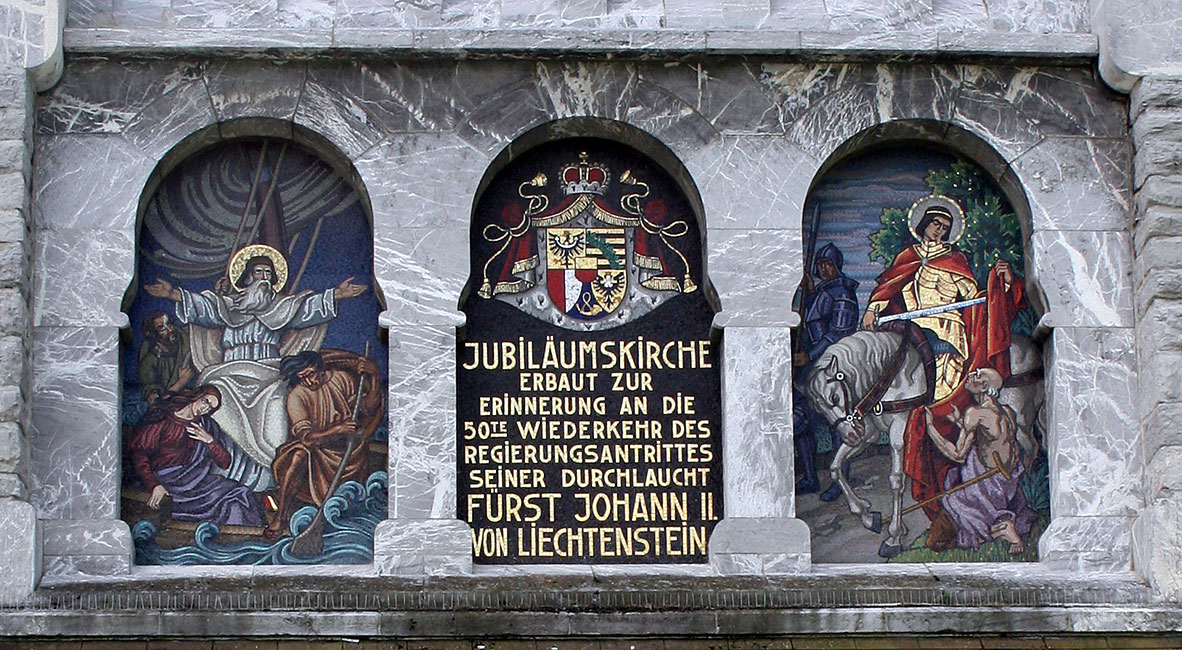 JUBILÄUMSKIRCHE
ERBAUT ZUR
ERINNERUNG AN DIE
50TE WIEDERKEHR DES
REGIERUNGSANTRITTES
SEINER DURCHLAUCHT
FÜRST JOHANN II.
VON LIECHTENSTEIN